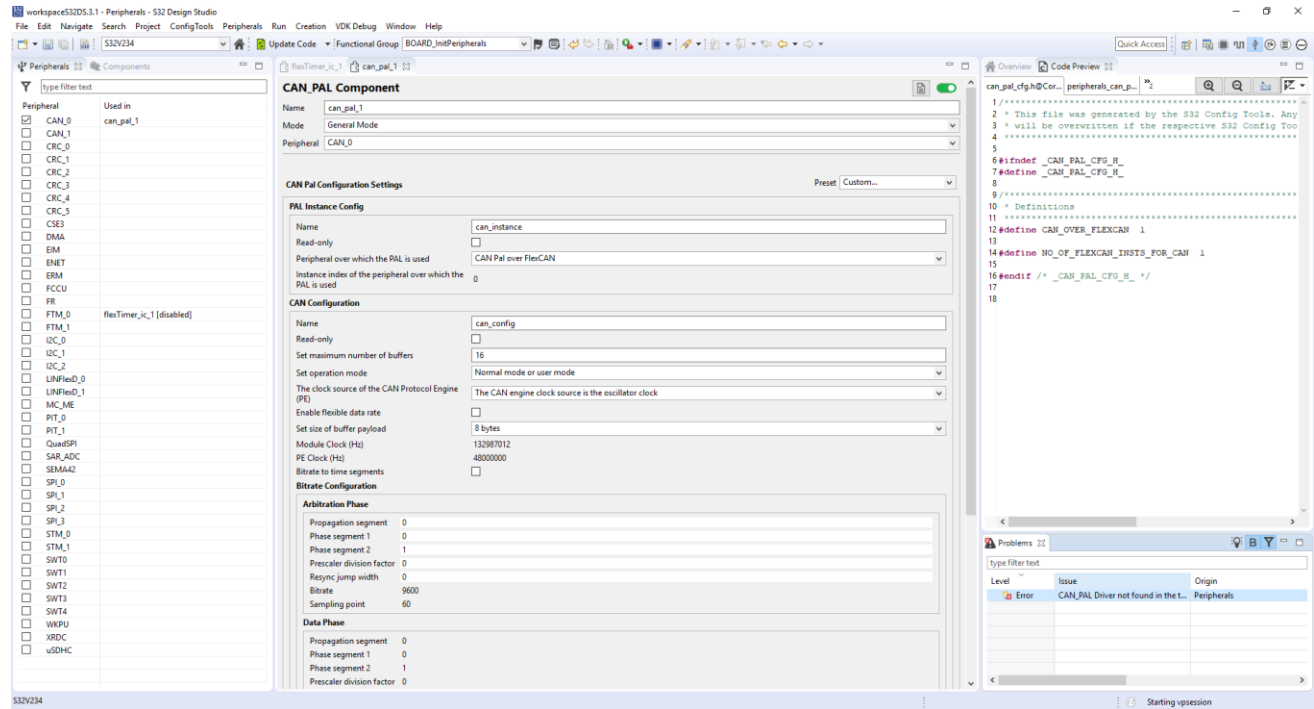 workspaceS32DS.3.1 - Peripherals - S32 Design Studio
File Edit Navigate Search Project ConfigTools Peripherals Run Creation VDK Debug Window Help
S32V234 Update Code Functional Group BOARD_InitPeripherals Quick Access
Peripherals Components
type filter text
Peripheral Used in
CAN_0 can_pal_1
CAN_1
CRC_0
CRC_1
CRC_2
CRC_3
CRC_4
CRC_5
CSE3
DMA
EIM
ENET
ERM
FCCU
FR
FTM_0 flexTimer_ic_1 [disabled]
FTM_1
I2C_0
I2C_1
I2C_2
LINFlexD_0
LINFlexD_1
MC_ME
PIT_0
PIT_1
QuadSPI
SAR_ADC
SEMA42
SPI_0
SPI_1
SPI_2
SPI_3
STM_0
STM_1
SWT0
SWT1
SWT2
SWT3
SWT4
WKPU
XRDC
uSDHC
flexTimer_ic_1 can_pal_1
CAN_PAL Component
Name can_pal_1
Mode General Mode
Peripheral CAN_0
CAN Pal Configuration Settings Preset Custom...
PAL Instance Config
Name can_instance
Read-only
Peripheral over which the PAL is used CAN Pal over FlexCAN
Instance index of the peripheral over which the
PAL is used 0
CAN Configuration
Name can_config
Read-only
Set maximum number of buffers 16
Set operation mode Normal mode or user mode
The clock source of the CAN Protocol Engine
(PE) The CAN engine clock source is the oscillator clock
Enable flexible data rate
Set size of buffer payload 8 bytes
Module Clock (Hz) 132987012
PE Clock (Hz) 48000000
Bitrate to time segments
Bitrate Configuration
Arbitration Phase
Propagation segment 0
Phase segment 1 0
Phase segment 2 1
Prescaler division factor 0
Resync jump width 0
Bitrate 9600
Sampling point 60
Data Phase
Propagation segment 0
Phase segment 1 0
Phase segment 2 1
Prescaler division factor 0
Overview Code Preview
can_pal_cfg.h@Cor... peripherals_can_p... »2
1 /*******************************************************
2 * This file was generated by the S32 Config Tools. Any
3 * will be overwritten if the respective S32 Config Too
4 *******************************************************
5
6 #ifndef _CAN_PAL_CFG_H_
7 #define _CAN_PAL_CFG_H_
8
9 /*******************************************************
10 * Definitions
11 *******************************************************
12 #define CAN_OVER_FLEXCAN 1
13
14 #define NO_OF_FLEXCAN_INSTS_FOR_CAN 1
15
16 #endif /* _CAN_PAL_CFG_H_ */
17
18
Problems
type filter text
Level Issue Origin
Error CAN_PAL Driver not found in the t... Peripherals
S32V234 Starting vpsession